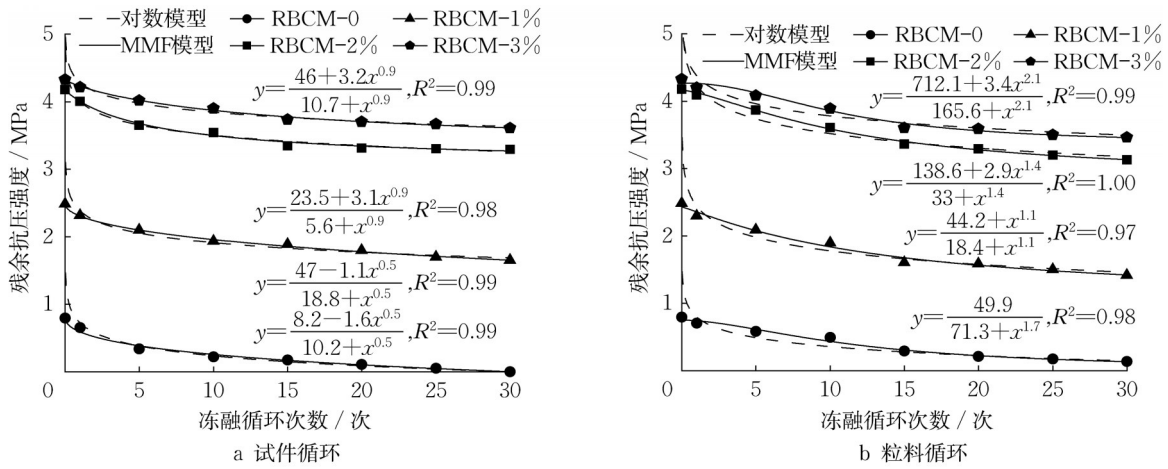 对数模型 RBCM-0 RBCM-1%
MMF模型 RBCM-2% RBCM-3%
5
4
3
2
1
残余抗压强度 / MPa
y=(46+3.2x^0.9)/(10.7+x^0.9),R²=0.99
y=(23.5+3.1x^0.9)/(5.6+x^0.9),R²=0.98
y=(47−1.1x^0.5)/(18.8+x^0.5),R²=0.99
y=(8.2−1.6x^0.5)/(10.2+x^0.5),R²=0.99
0 5 10 15 20 25 30
冻融循环次数 / 次
a 试件循环
对数模型 RBCM-0 RBCM-1%
MMF模型 RBCM-2% RBCM-3%
5
4
3
2
1
残余抗压强度 / MPa
y=(712.1+3.4x^2.1)/(165.6+x^2.1),R²=0.99
y=(138.6+2.9x^1.4)/(33+x^1.4),R²=1.00
y=(44.2+x^1.1)/(18.4+x^1.1),R²=0.97
y=49.9/(71.3+x^1.7),R²=0.98
0 5 10 15 20 25 30
冻融循环次数 / 次
b 粒料循环